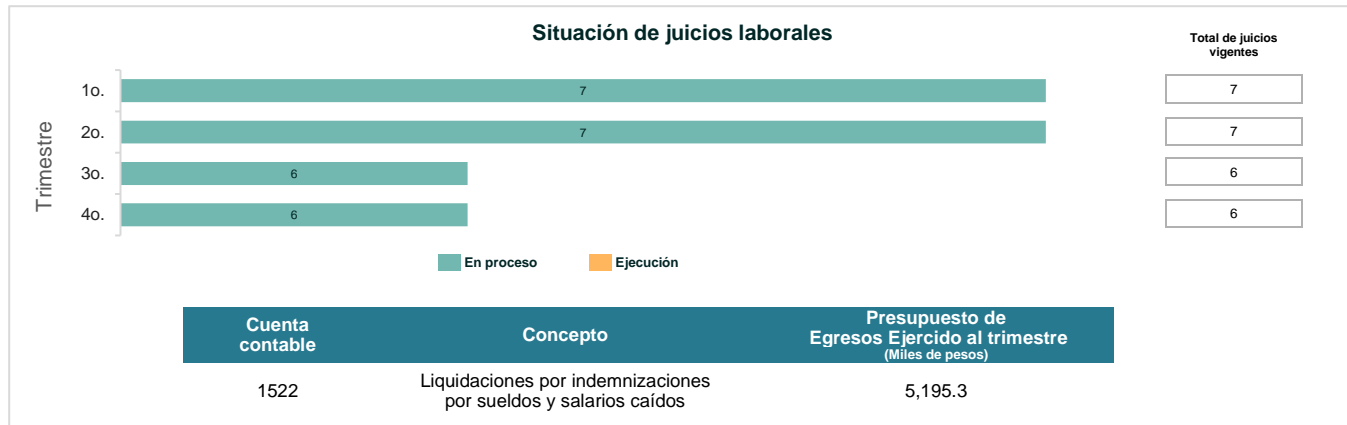 Situación de juicios laborales
Total de juicios
vigentes
Trimestre
1o.
7
7
2o.
7
7
3o.
6
6
4o.
6
6
En proceso
Ejecución
Cuenta
contable
Concepto
Presupuesto de
Egresos Ejercido al trimestre
(Miles de pesos)
1522
Liquidaciones por indemnizaciones
por sueldos y salarios caídos
5,195.3